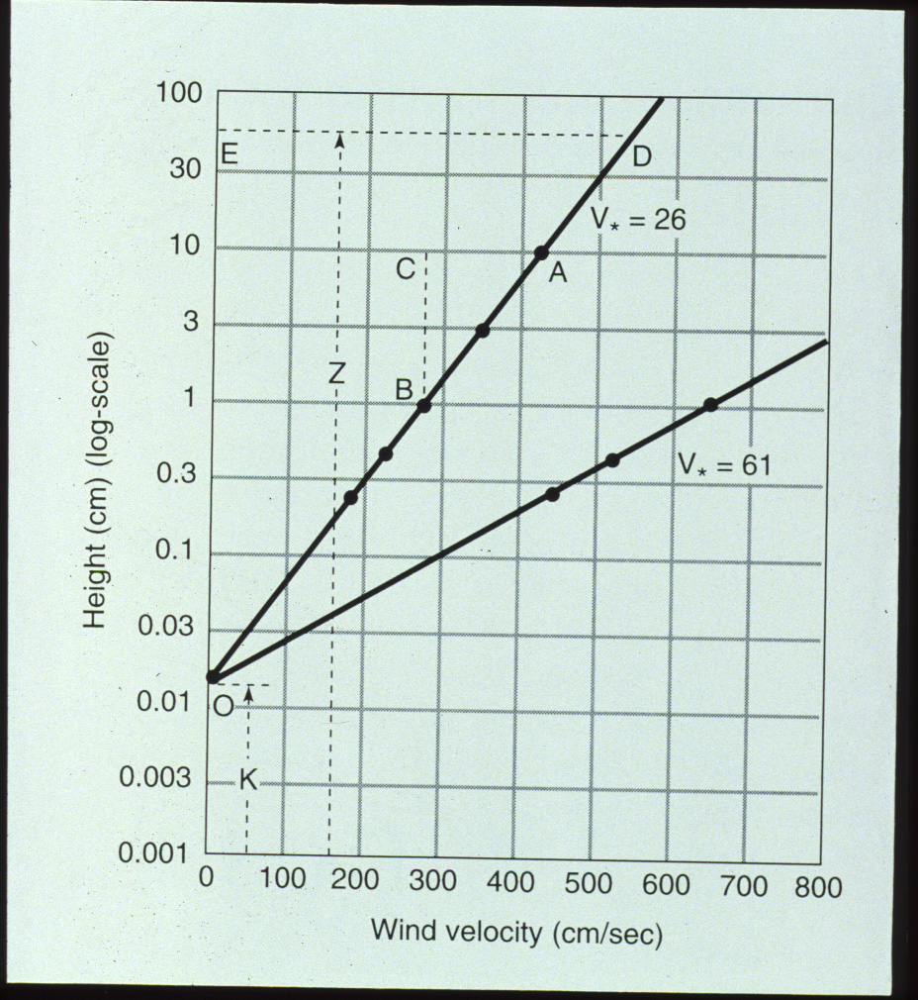 100
E
30
D
V* = 26
10
C
A
3
Z
1
B
V* = 61
0.3
0.1
0.03
0.01
O
0.003
K
0.001
0 100 200 300 400 500 600 700 800
Wind velocity (cm/sec)
Height (cm) (log-scale)